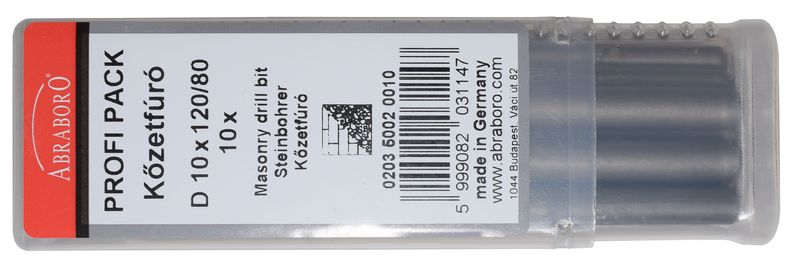 ABRABORO®
PROFI PACK
Kőzetfúró
D 10 x 120/80
10 x
Masonry drill bit
Steinbohrer
Kőzetfúró
0203 5002 0010
5 999082 031147
made in Germany
www.abraboro.com
1044 Budapest, Váci út 82